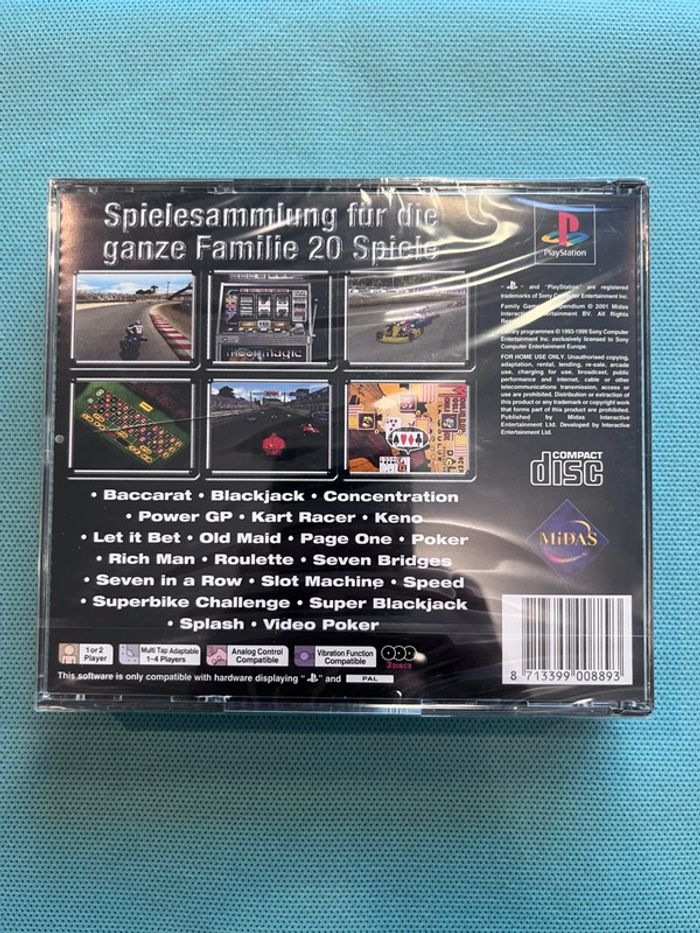 Spielesammlung für die
ganze Familie 20 Spiele
PlayStation
" " and "PlayStation" are registered
trademarks of Sony Computer Entertainment Inc.
Family Games Compendium © 2001 Midas
Interactive Entertainment BV. All Rights
Library programmes © 1993-1999 Sony Computer
Entertainment Inc. exclusively licensed to Sony
Computer Entertainment Europe.
FOR HOME USE ONLY. Unauthorised copying,
adaptation, rental, lending, re-sale, arcade
use, charging for use, broadcast, public
performance and internet, cable or other
telecommunications transmission, access or
use are prohibited. Distribution or extraction of
this product or any trademark or copyright work
that forms part of this product are prohibited.
Published by Midas Interactive
Entertainment Ltd. Developed by Interactive
Entertainment Ltd.
moon magic
COMPACT
disc
MiDAS
• Baccarat • Blackjack • Concentration
• Power GP • Kart Racer • Keno
• Let it Bet • Old Maid • Page One • Poker
• Rich Man • Roulette • Seven Bridges
• Seven in a Row • Slot Machine • Speed
• Superbike Challenge • Super Blackjack
• Splash • Video Poker
1 or 2
Player
Multi Tap Adaptable
1-4 Players
Analog Control
Compatible
Vibration Function
Compatible
3 DISCS
This software is only compatible with hardware displaying " " and PAL
8 713399 008893